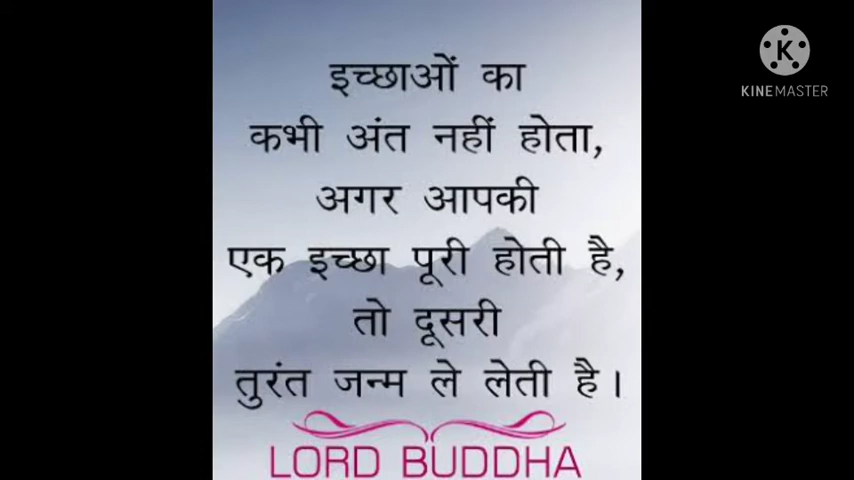 इच्छाओं का
कभी अंत नहीं होता,
अगर आपकी
एक इच्छा पूरी होती है,
तो दूसरी
तुरंत जन्म ले लेती है।
LORD BUDDHA
K
KINEMASTER